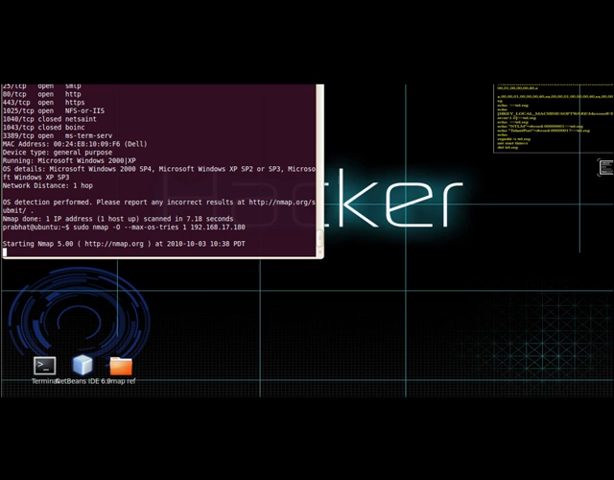 25/tcp open smtp
80/tcp open http
443/tcp open https
1025/tcp open NFS-or-IIS
1040/tcp closed netsaint
1043/tcp closed boinc
3389/tcp open ms-term-serv
MAC Address: 00:24:E8:10:09:F6 (Dell)
Device type: general purpose
Running: Microsoft Windows 2000|XP
OS details: Microsoft Windows 2000 SP4, Microsoft Windows XP SP2 or SP3, Microso
ft Windows XP SP3
Network Distance: 1 hop
OS detection performed. Please report any incorrect results at http://nmap.org/s
ubmit/ .
Nmap done: 1 IP address (1 host up) scanned in 7.18 seconds
prabhat@ubuntu:~$ sudo nmap -O --max-os-tries 1 192.168.17.180
Starting Nmap 5.00 ( http://nmap.org ) at 2010-10-03 10:38 PDT
Hacker
nmap ref